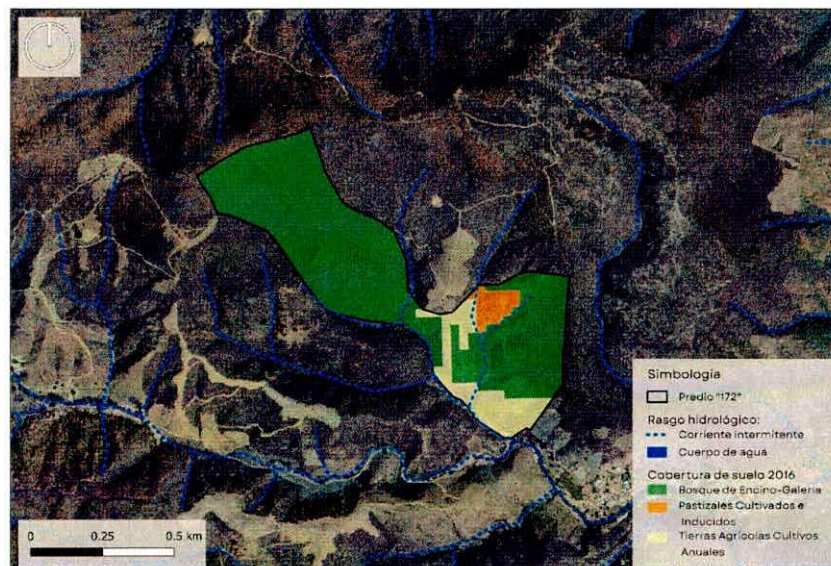 Simbología
Predio "172"
Rasgo hidrológico:
Corriente intermitente
Cuerpo de agua
Cobertura de suelo 2016
Bosque de Encino-Galeria
Pastizales Cultivados e
Inducidos
Tierras Agrícolas Cultivos
Anuales
0 0.25 0.5 km